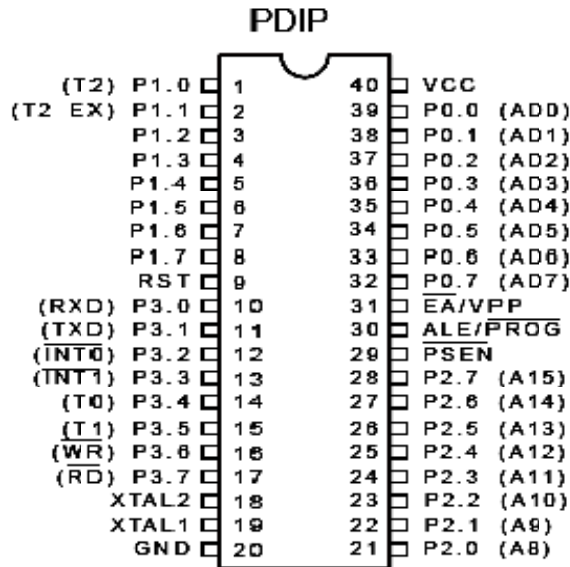 PDIP
(T2) P1.0 1 40 VCC
(T2 EX) P1.1 2 39 P0.0 (AD0)
P1.2 3 38 P0.1 (AD1)
P1.3 4 37 P0.2 (AD2)
P1.4 5 36 P0.3 (AD3)
P1.5 6 35 P0.4 (AD4)
P1.6 7 34 P0.5 (AD5)
P1.7 8 33 P0.6 (AD6)
RST 9 32 P0.7 (AD7)
(RXD) P3.0 10 31 E̅A̅/VPP
(TXD) P3.1 11 30 ALE/P̅R̅O̅G̅
(I̅N̅T̅0̅) P3.2 12 29 P̅S̅E̅N̅
(I̅N̅T̅1̅) P3.3 13 28 P2.7 (A15)
(T0) P3.4 14 27 P2.6 (A14)
(T1) P3.5 15 26 P2.5 (A13)
(W̅R̅) P3.6 16 25 P2.4 (A12)
(R̅D̅) P3.7 17 24 P2.3 (A11)
XTAL2 18 23 P2.2 (A10)
XTAL1 19 22 P2.1 (A9)
GND 20 21 P2.0 (A8)